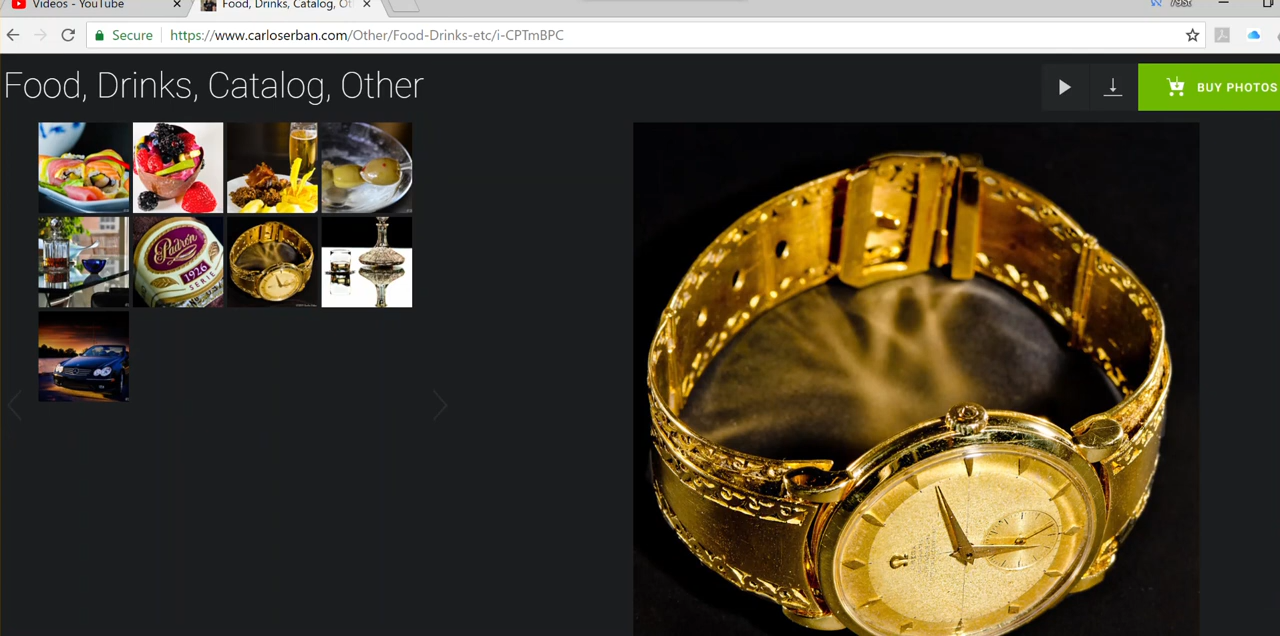 Videos - YouTube
Food, Drinks, Catalog, Ot
Secure
https://www.carloserban.com/Other/Food-Drinks-etc/i-CPTmBPC
Food, Drinks, Catalog, Other
BUY PHOTOS
Padrón
1926
SERIE